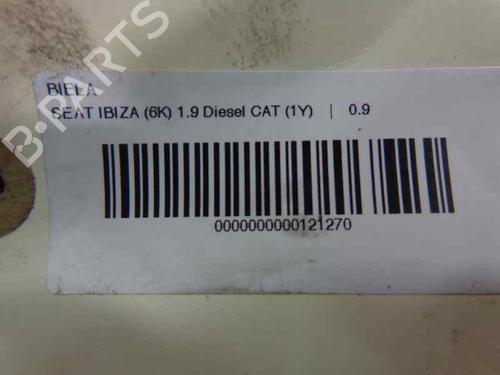 BIELA
SEAT IBIZA (6K) 1.9 Diesel CAT (1Y) | 0.9
0000000000121270
B-PARTS